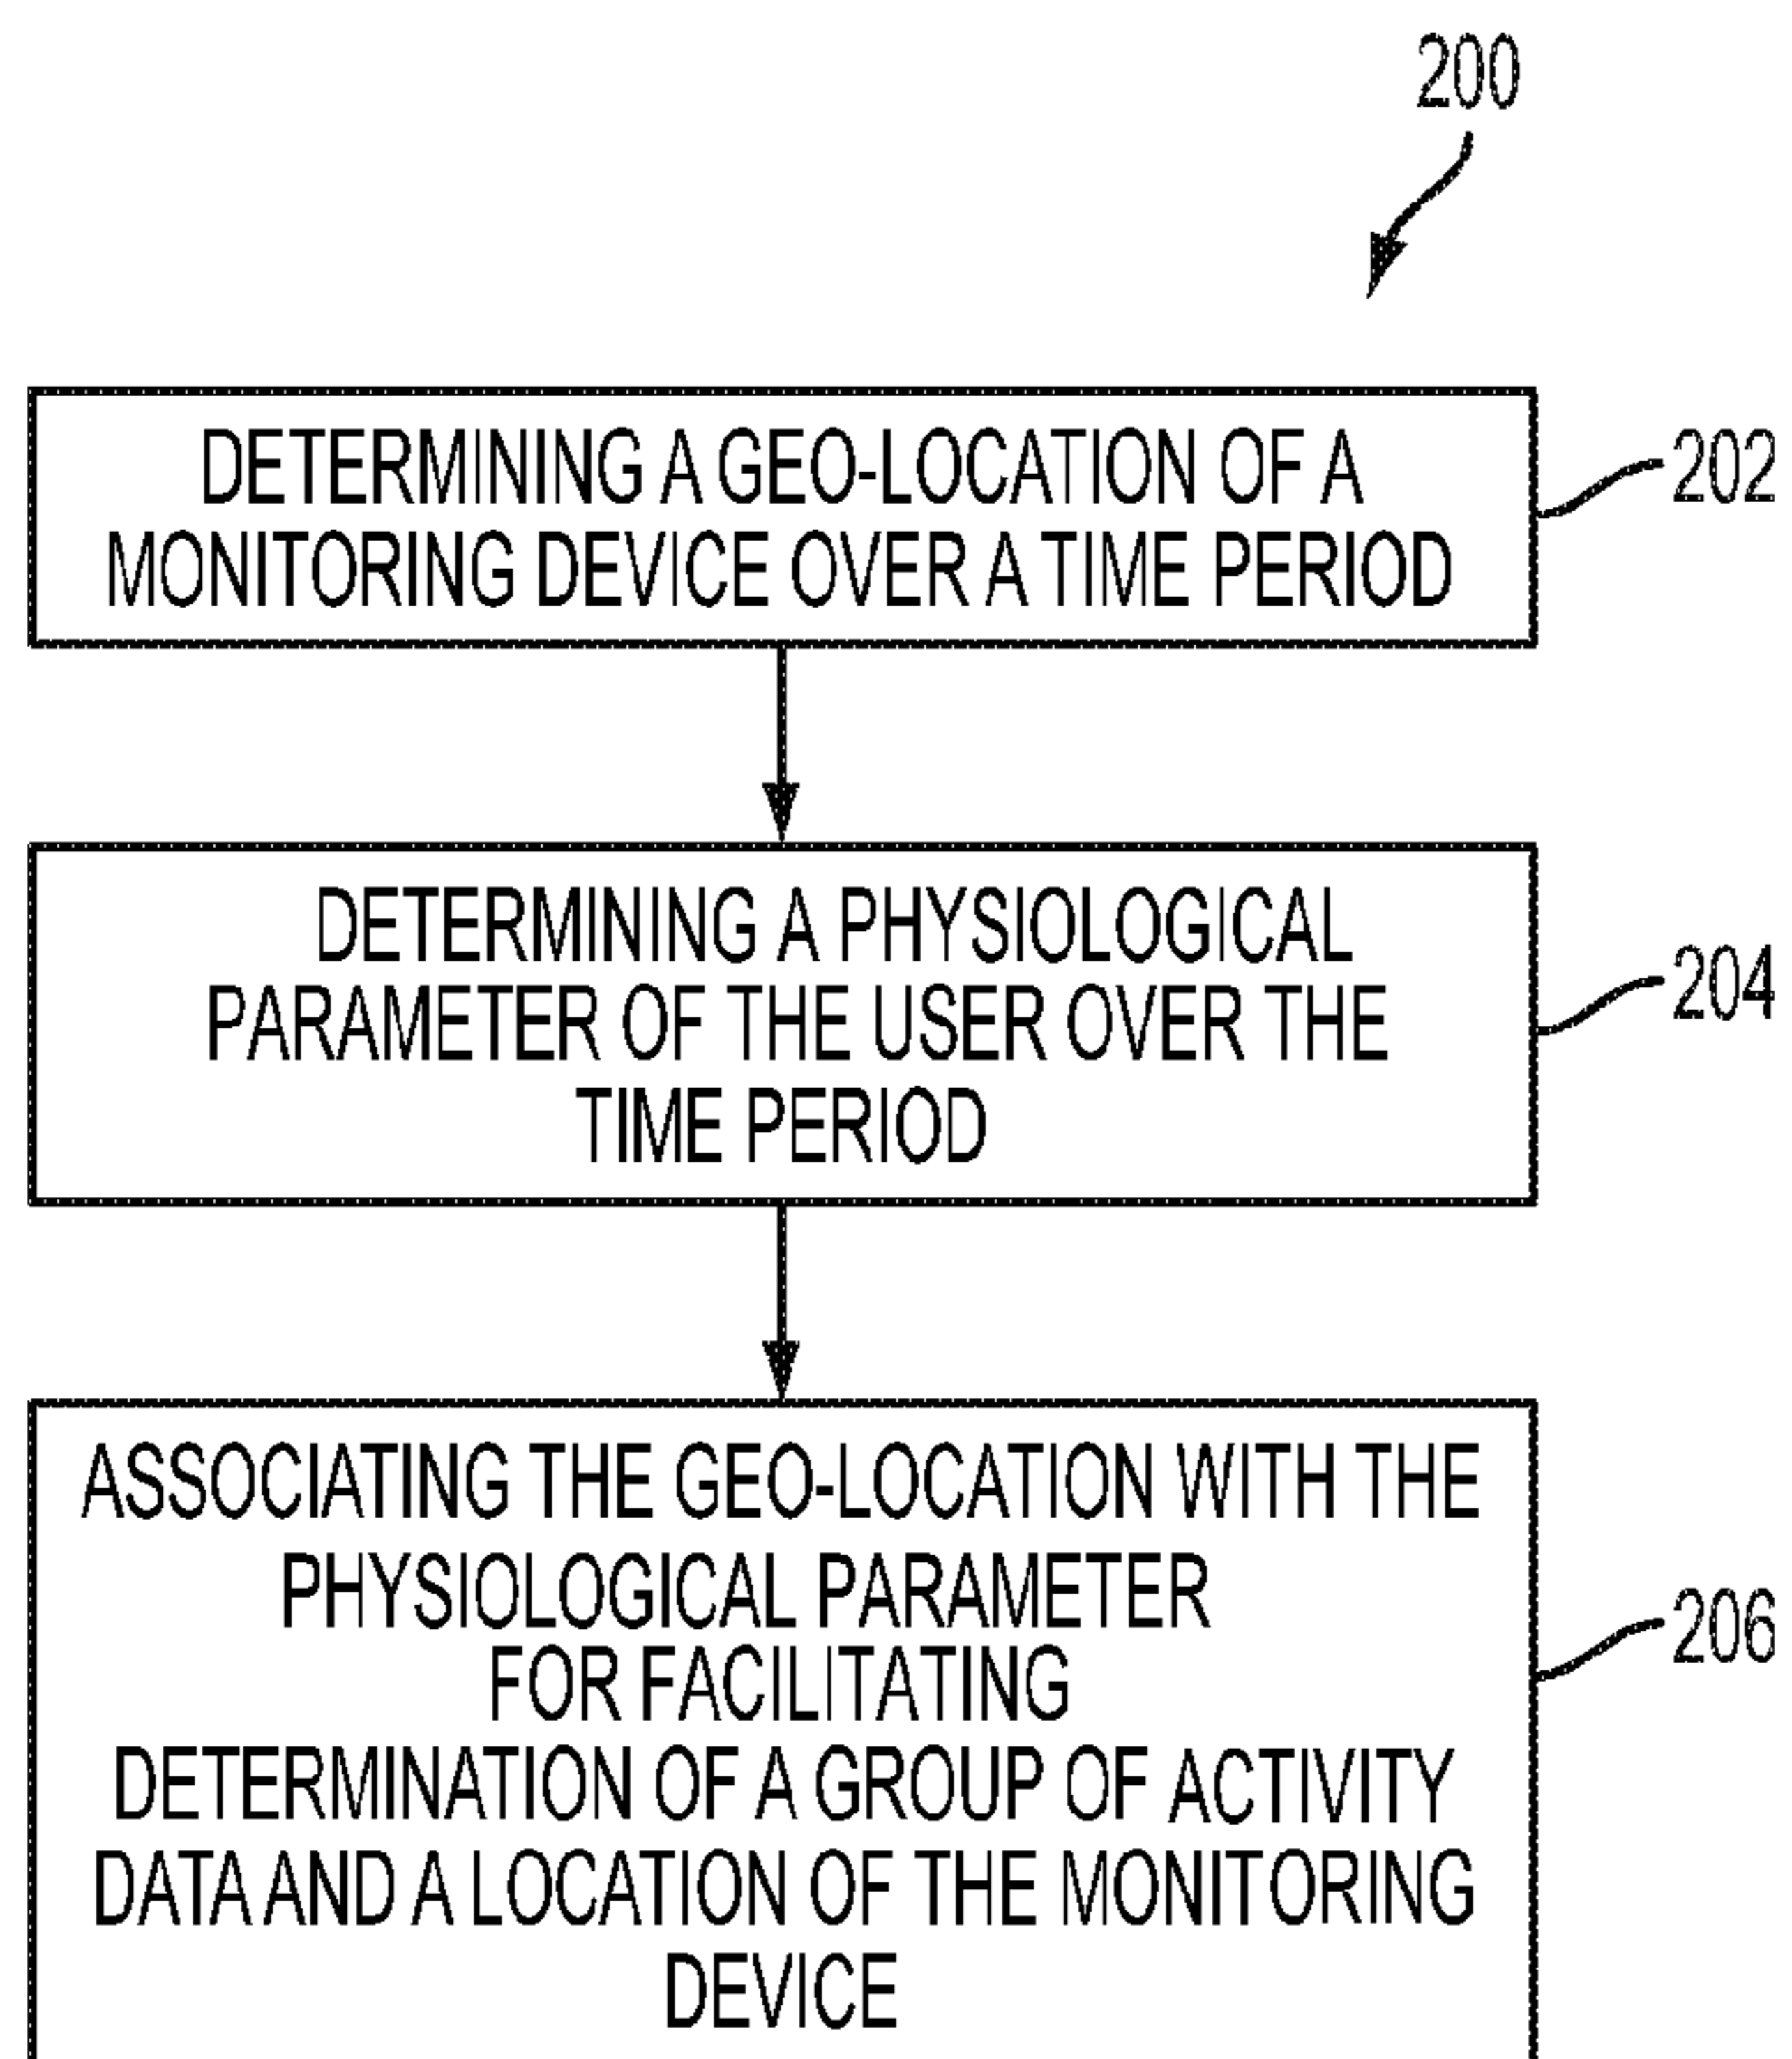 200
DETERMINING A GEO-LOCATION OF A
MONITORING DEVICE OVER A TIME PERIOD
202
DETERMINING A PHYSIOLOGICAL
PARAMETER OF THE USER OVER THE
TIME PERIOD
204
ASSOCIATING THE GEO-LOCATION WITH THE
PHYSIOLOGICAL PARAMETER
FOR FACILITATING
DETERMINATION OF A GROUP OF ACTIVITY
DATA AND A LOCATION OF THE MONITORING
DEVICE
206